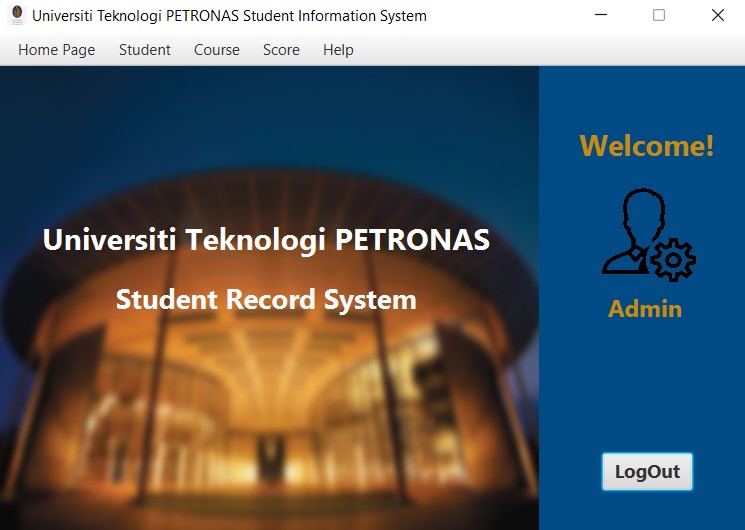 Universiti Teknologi PETRONAS Student Information System
Home Page Student Course Score Help
Universiti Teknologi PETRONAS
Student Record System
Welcome!
Admin
LogOut